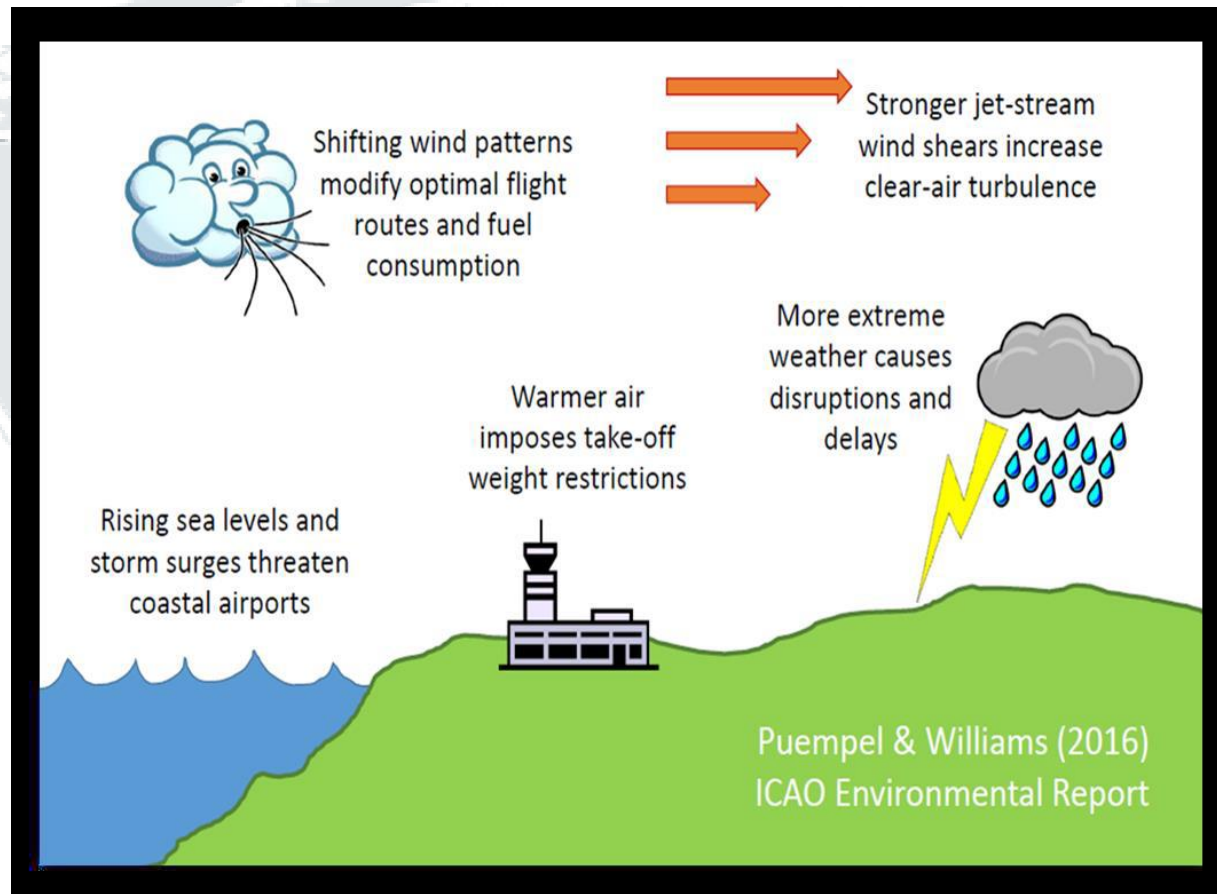 Shifting wind patterns
modify optimal flight
routes and fuel
consumption
Stronger jet-stream
wind shears increase
clear-air turbulence
More extreme
weather causes
disruptions and
delays
Warmer air
imposes take-off
weight restrictions
Rising sea levels and
storm surges threaten
coastal airports
Puempel & Williams (2016)
ICAO Environmental Report